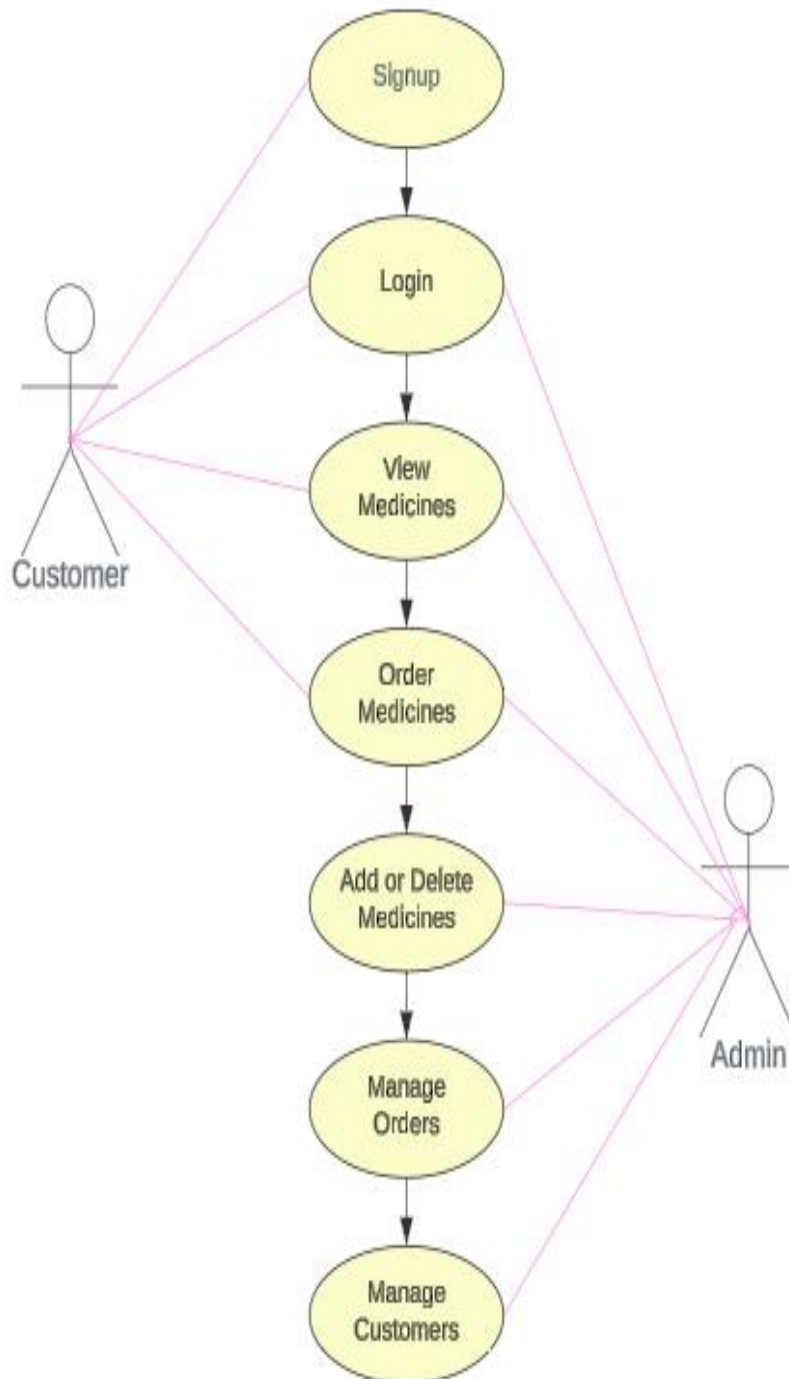 Signup
Login
View
Medicines
Customer
Order
Medicines
Add or Delete
Medicines
Admin
Manage
Orders
Manage
Customers